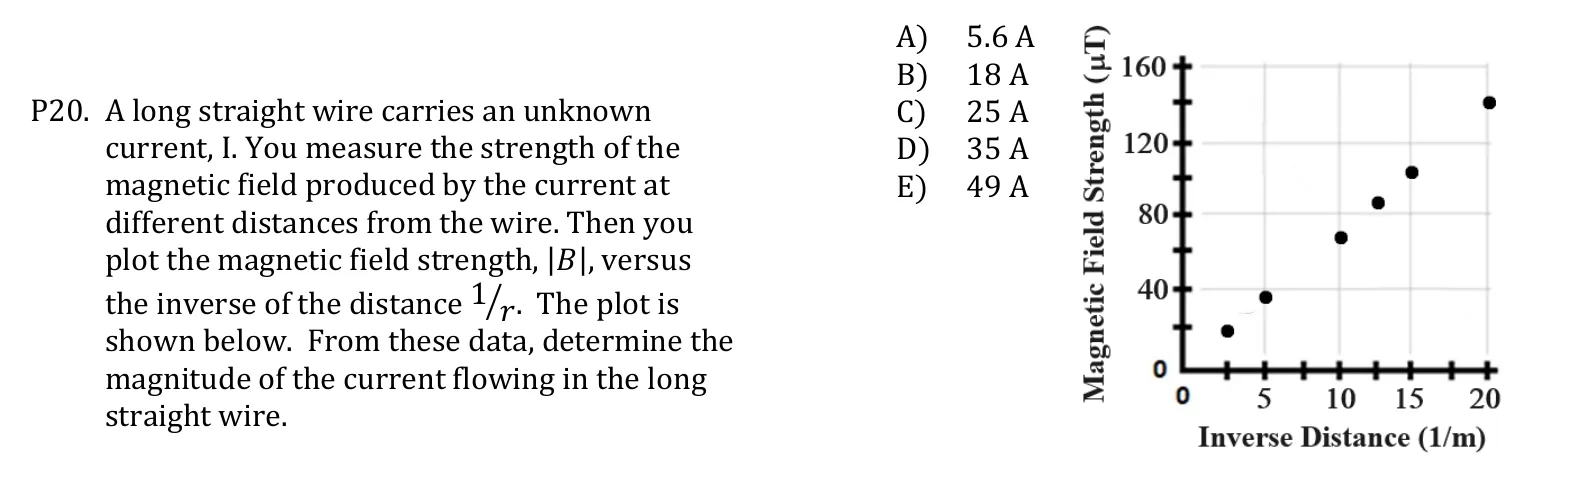 P20. A long straight wire carries an unknown
current, I. You measure the strength of the
magnetic field produced by the current at
different distances from the wire. Then you
plot the magnetic field strength, |B|, versus
the inverse of the distance 1/r. The plot is
shown below. From these data, determine the
magnitude of the current flowing in the long
straight wire.
A) 5.6 A
B) 18 A
C) 25 A
D) 35 A
E) 49 A
Magnetic Field Strength (μT)
160
120
80
40
0
0 5 10 15 20
Inverse Distance (1/m)